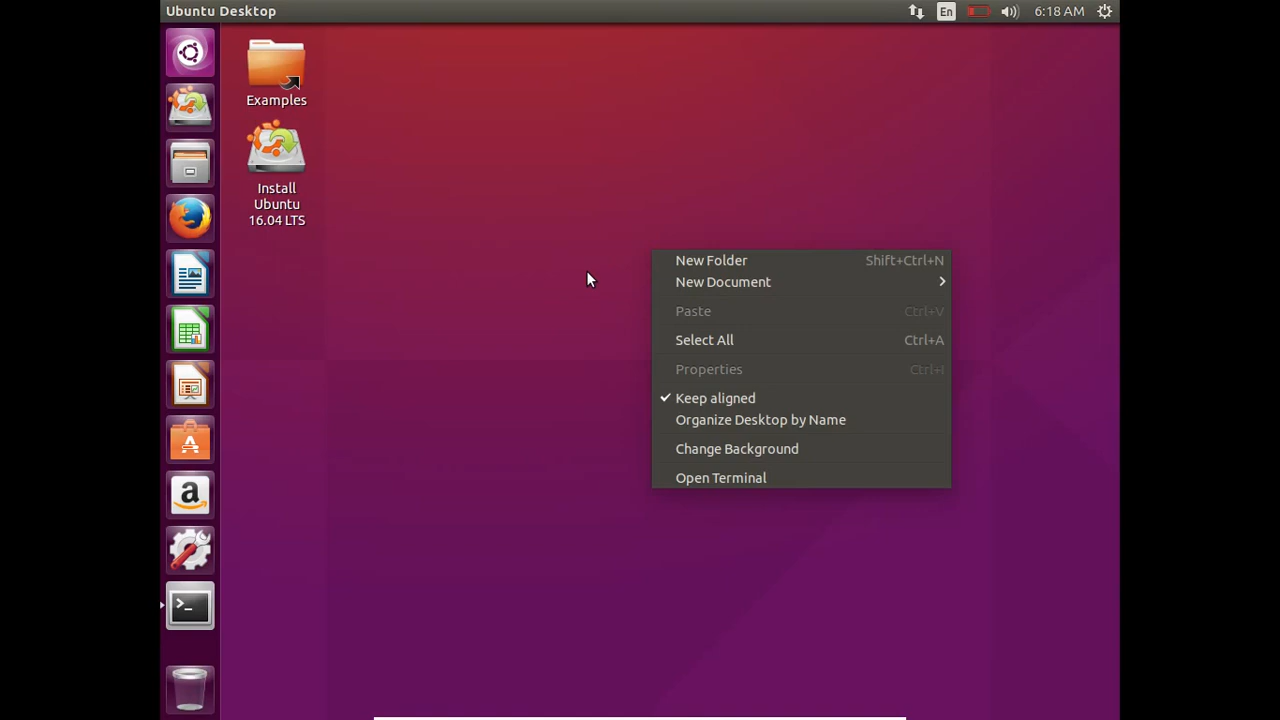 Ubuntu Desktop
En
6:18 AM
Examples
Install
Ubuntu
16.04 LTS
New Folder Shift+Ctrl+N
New Document
Paste Ctrl+V
Select All Ctrl+A
Properties Ctrl+I
Keep aligned
Organize Desktop by Name
Change Background
Open Terminal